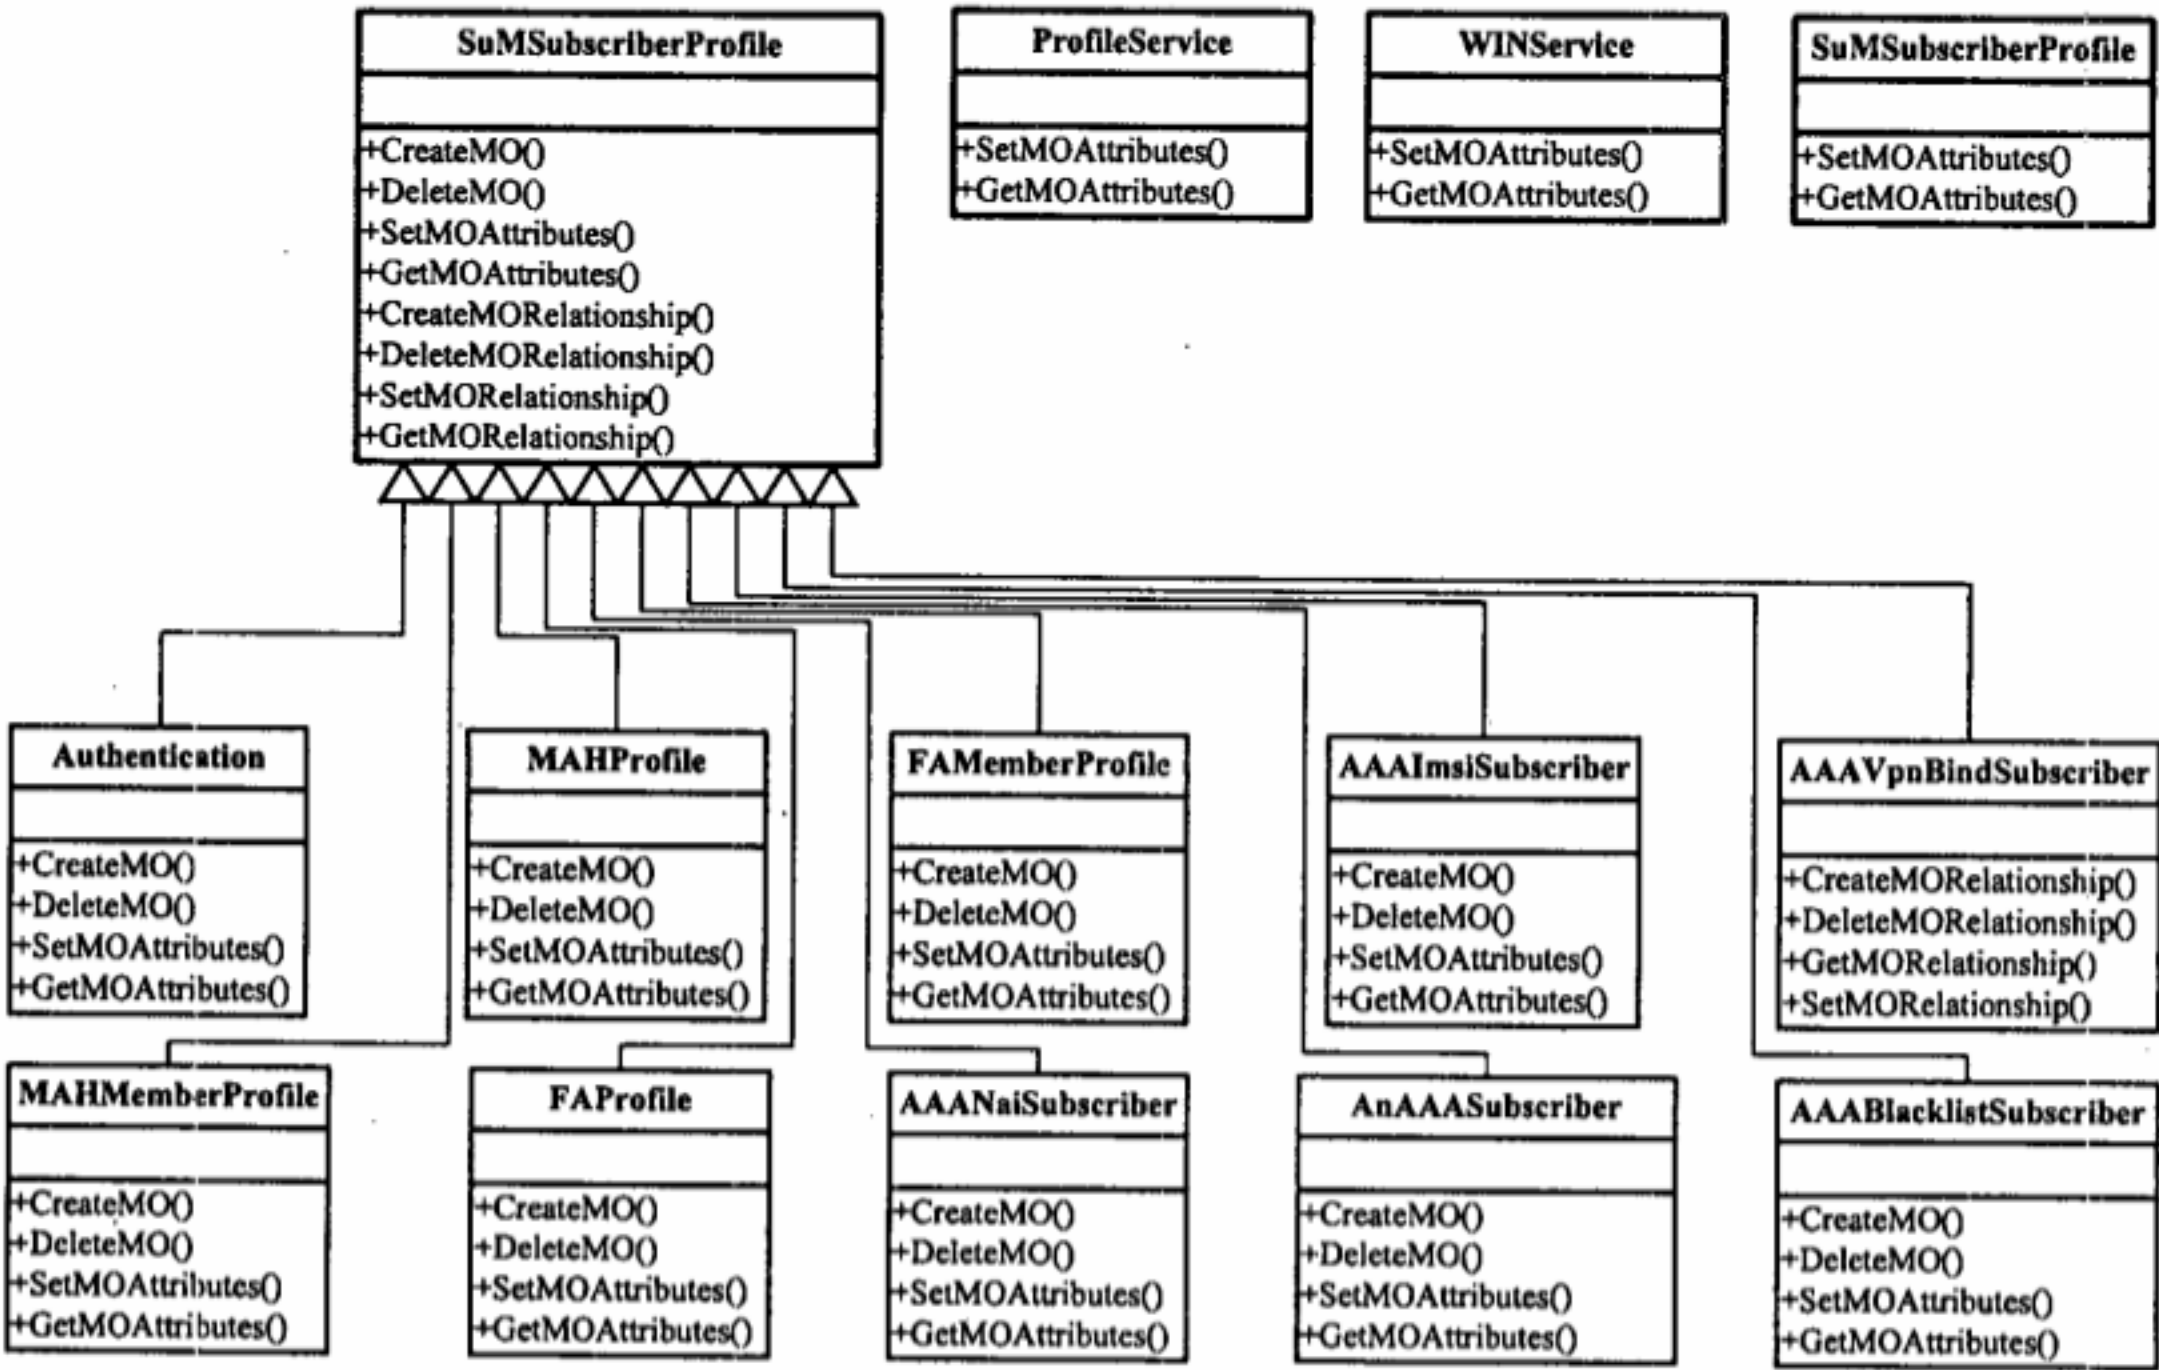 SuMSubscriberProfile
+CreateMO()
+DeleteMO()
+SetMOAttributes()
+GetMOAttributes()
+CreateMORelationship()
+DeleteMORelationship()
+SetMORelationship()
+GetMORelationship()
ProfileService
+SetMOAttributes()
+GetMOAttributes()
WINService
+SetMOAttributes()
+GetMOAttributes()
SuMSubscriberProfile
+SetMOAttributes()
+GetMOAttributes()
Authentication
+CreateMO()
+DeleteMO()
+SetMOAttributes()
+GetMOAttributes()
MAHProfile
+CreateMO()
+DeleteMO()
+SetMOAttributes()
+GetMOAttributes()
FAMemberProfile
+CreateMO()
+DeleteMO()
+SetMOAttributes()
+GetMOAttributes()
AAAImsiSubscriber
+CreateMO()
+DeleteMO()
+SetMOAttributes()
+GetMOAttributes()
AAAVpnBindSubscriber
+CreateMORelationship()
+DeleteMORelationship()
+GetMORelationship()
+SetMORelationship()
MAHMemberProfile
+CreateMO()
+DeleteMO()
+SetMOAttributes()
+GetMOAttributes()
FAProfile
+CreateMO()
+DeleteMO()
+SetMOAttributes()
+GetMOAttributes()
AAANaiSubscriber
+CreateMO()
+DeleteMO()
+SetMOAttributes()
+GetMOAttributes()
AnAAASubscriber
+CreateMO()
+DeleteMO()
+SetMOAttributes()
+GetMOAttributes()
AAABlacklistSubscriber
+CreateMO()
+DeleteMO()
+SetMOAttributes()
+GetMOAttributes()